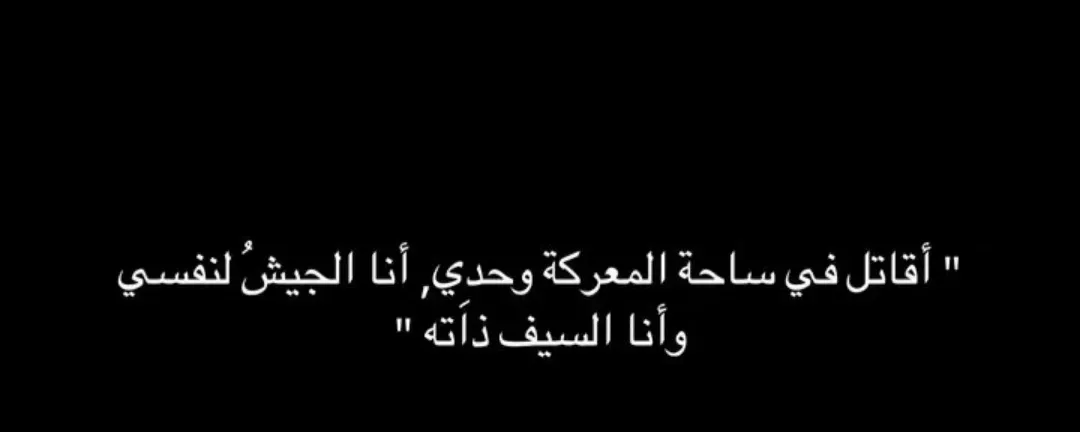 " أقاتل في ساحة المعركة وحدي, أنا الجيشُ لنفسي
وأنا السيف ذاَته "